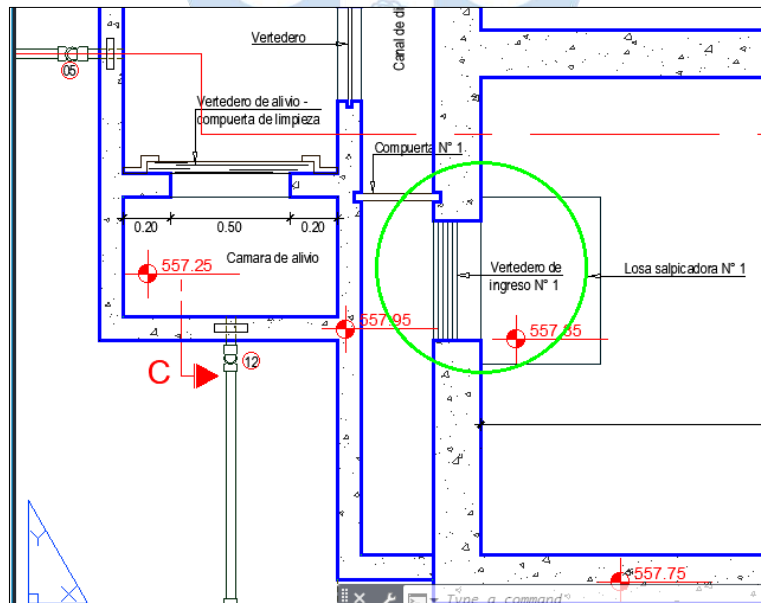 Vertedero
Canal de di
05
Vertedero de alivio -
compuerta de limpieza
Compuerta N° 1
0.20
0.50
0.20
Camara de alivio
557.25
Vertedero de
ingreso N° 1
Losa salpicadora N° 1
557.95
557.35
C
12
Y
X
557.75
Type a command